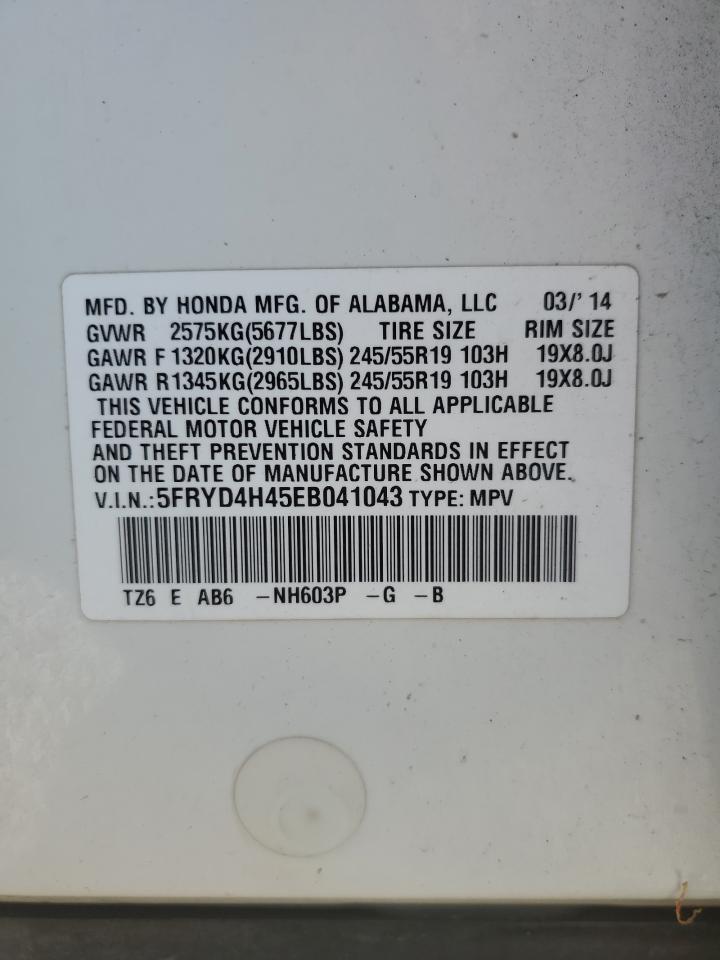 MFD. BY HONDA MFG. OF ALABAMA, LLC 03/' 14
GVWR 2575KG(5677LBS) TIRE SIZE RIM SIZE
GAWR F 1320KG(2910LBS) 245/55R19 103H 19X8.0J
GAWR R 1345KG(2965LBS) 245/55R19 103H 19X8.0J
THIS VEHICLE CONFORMS TO ALL APPLICABLE
FEDERAL MOTOR VEHICLE SAFETY
AND THEFT PREVENTION STANDARDS IN EFFECT
ON THE DATE OF MANUFACTURE SHOWN ABOVE.
V.I.N.: 5FRYD4H45EB041043 TYPE: MPV
TZ6 E AB6 -NH603P -G -B